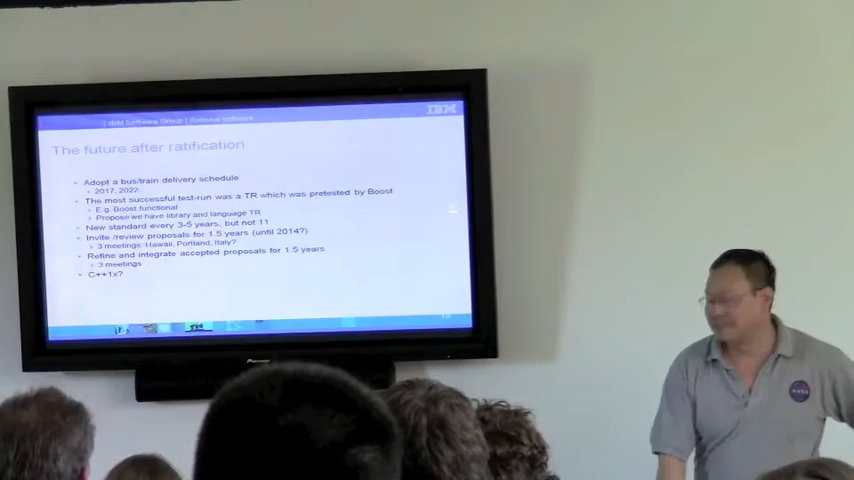 | IBM Software Group | Rational software
IBM
The future after ratification
Adopt a bus/train delivery schedule
2017, 2022
The most successful test-run was a TR which was pretested by Boost
E.g. Boost.functional
Propose we have library and language TR
New standard every 3-5 years, but not 11
Invite /review proposals for 1.5 years (until 2014?)
3 meetings: Hawaii, Portland, Italy?
Refine and integrate accepted proposals for 1.5 years
3 meetings
C++1x?
Pioneer
NASA